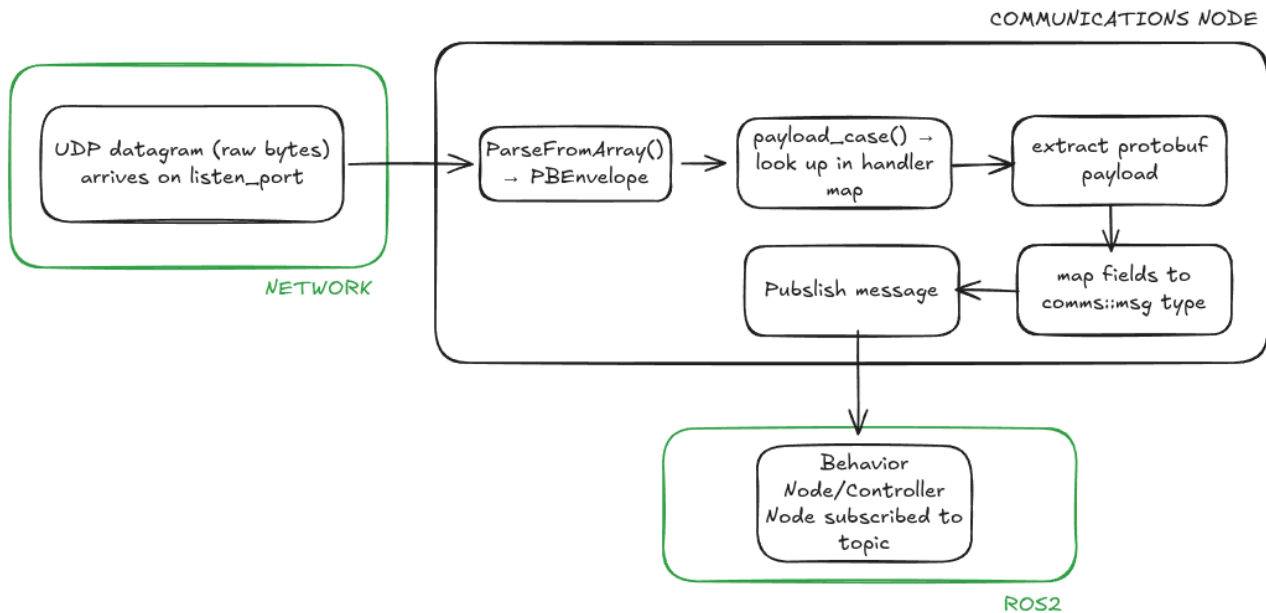 COMMUNICATIONS NODE
UDP datagram (raw bytes)
arrives on listen_port
NETWORK
ParseFromArray()
→ PBEnvelope
payload_case() →
look up in handler
map
extract protobuf
payload
map fields to
comms::msg type
Pubslish message
Behavior
Node/Controller
Node subscribed to
topic
ROS2